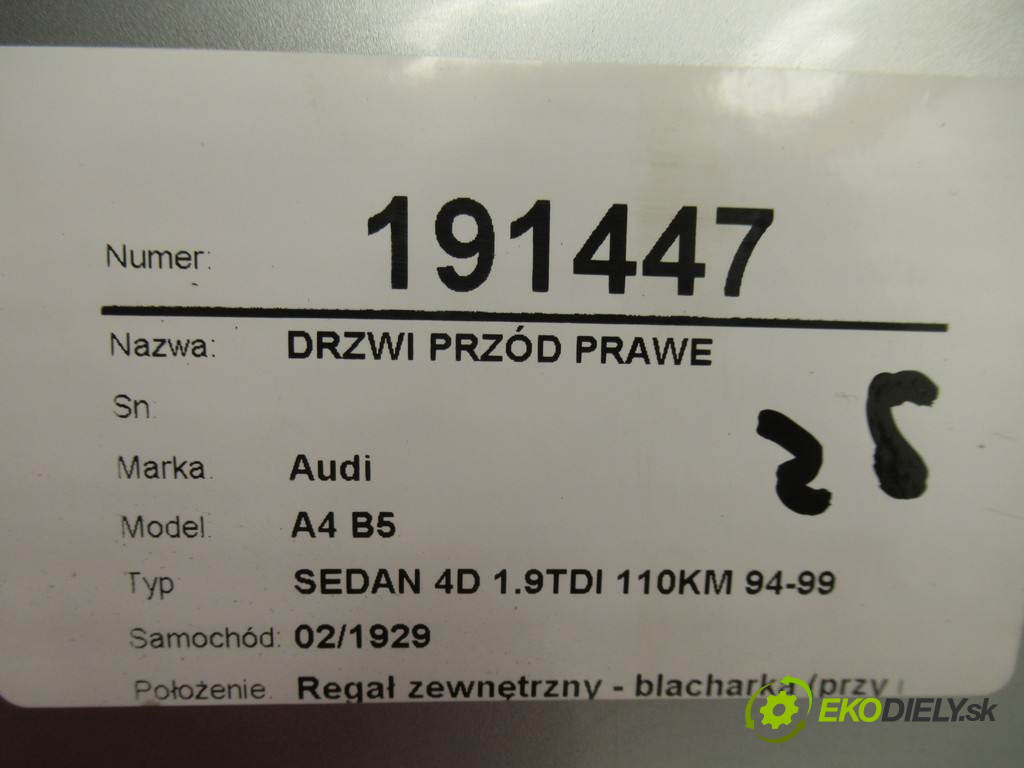 Numer: 191447
Nazwa: DRZWI PRZÓD PRAWE
Sn:
Marka: Audi
Model: A4 B5
Typ SEDAN 4D 1.9TDI 110KM 94-99
Samochód: 02/1929
Położenie: Regał zewnętrzny - blacharka (przy
EKODIELY.sk